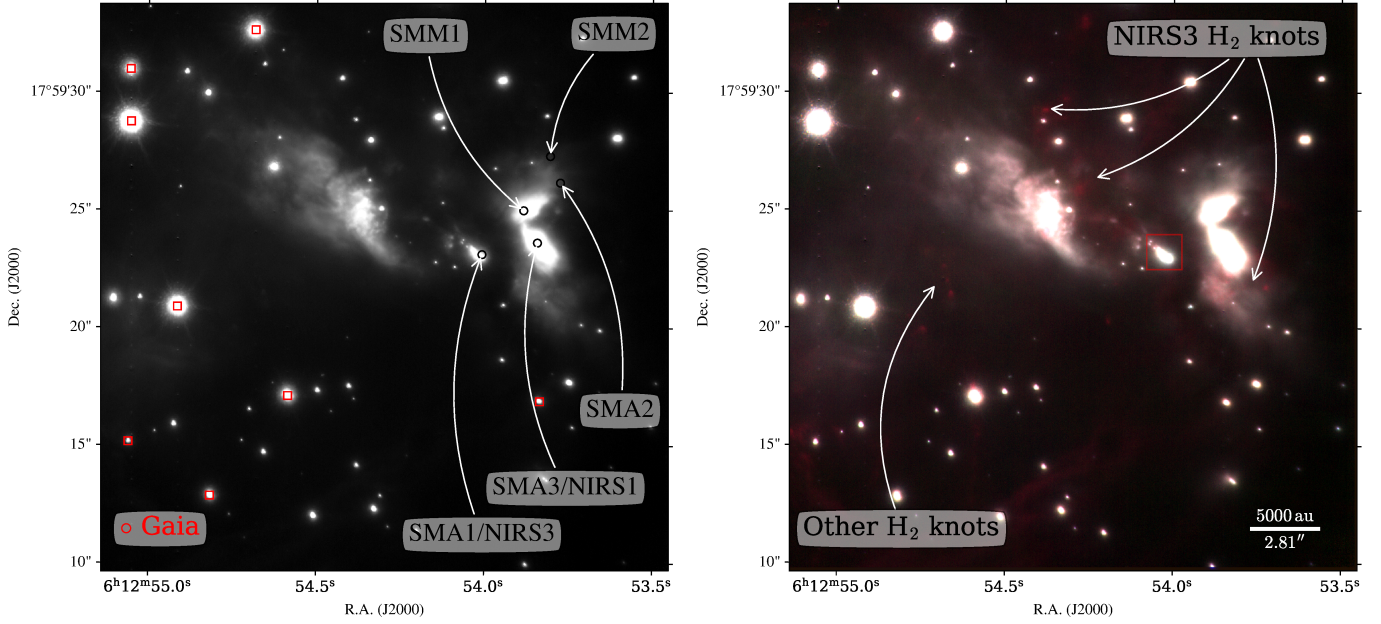 SMM1
SMM2
17°59'30"
25"
20"
15"
10"
Dec. (J2000)
SMA2
SMA3/NIRS1
SMA1/NIRS3
Gaia
6ʰ12ᵐ55.0ˢ
54.5ˢ
54.0ˢ
53.5ˢ
R.A. (J2000)
NIRS3 H₂ knots
17°59'30"
25"
20"
15"
10"
Dec. (J2000)
Other H₂ knots
5000 au
2.81″
6ʰ12ᵐ55.0ˢ
54.5ˢ
54.0ˢ
53.5ˢ
R.A. (J2000)